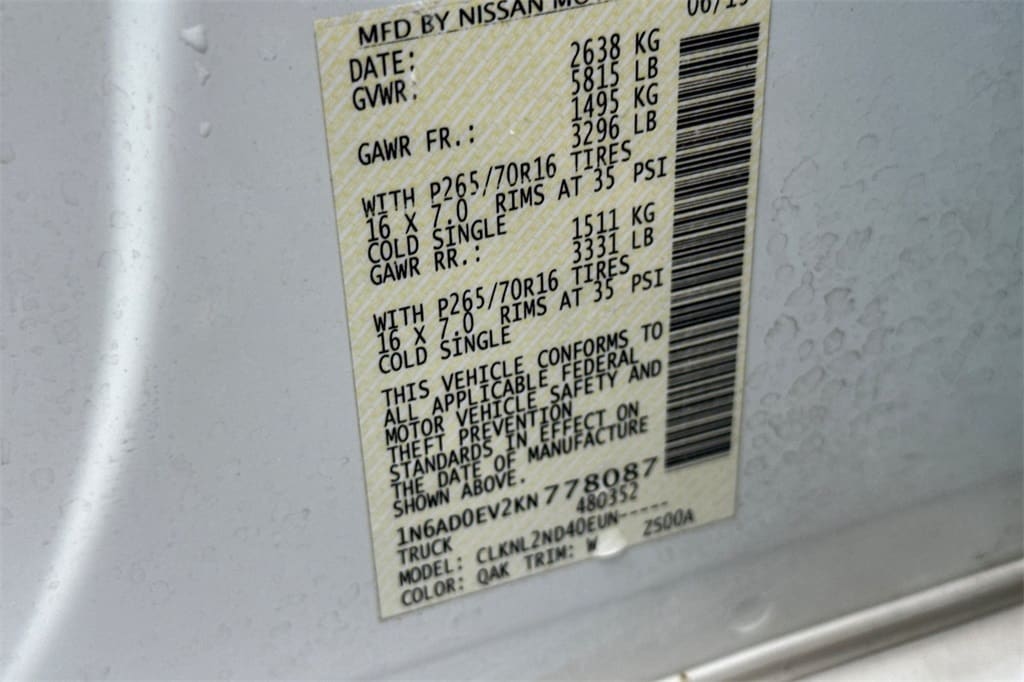 MFD BY NISSAN MO
DATE: 06/19
GVWR: 2638 KG
5815 LB
GAWR FR.: 1495 KG
3296 LB
WITH P265/70R16 TIRES
16 X 7.0 RIMS AT 35 PSI
COLD SINGLE
GAWR RR.: 1511 KG
3331 LB
WITH P265/70R16 TIRES
16 X 7.0 RIMS AT 35 PSI
COLD SINGLE
THIS VEHICLE CONFORMS TO
ALL APPLICABLE FEDERAL
MOTOR VEHICLE SAFETY AND
THEFT PREVENTION
STANDARDS IN EFFECT ON
THE DATE OF MANUFACTURE
SHOWN ABOVE.
1N6AD0EV2KN778087
TRUCK 480352
MODEL: CLKNL2ND40EUN-----
COLOR: QAK TRIM: W Z500A